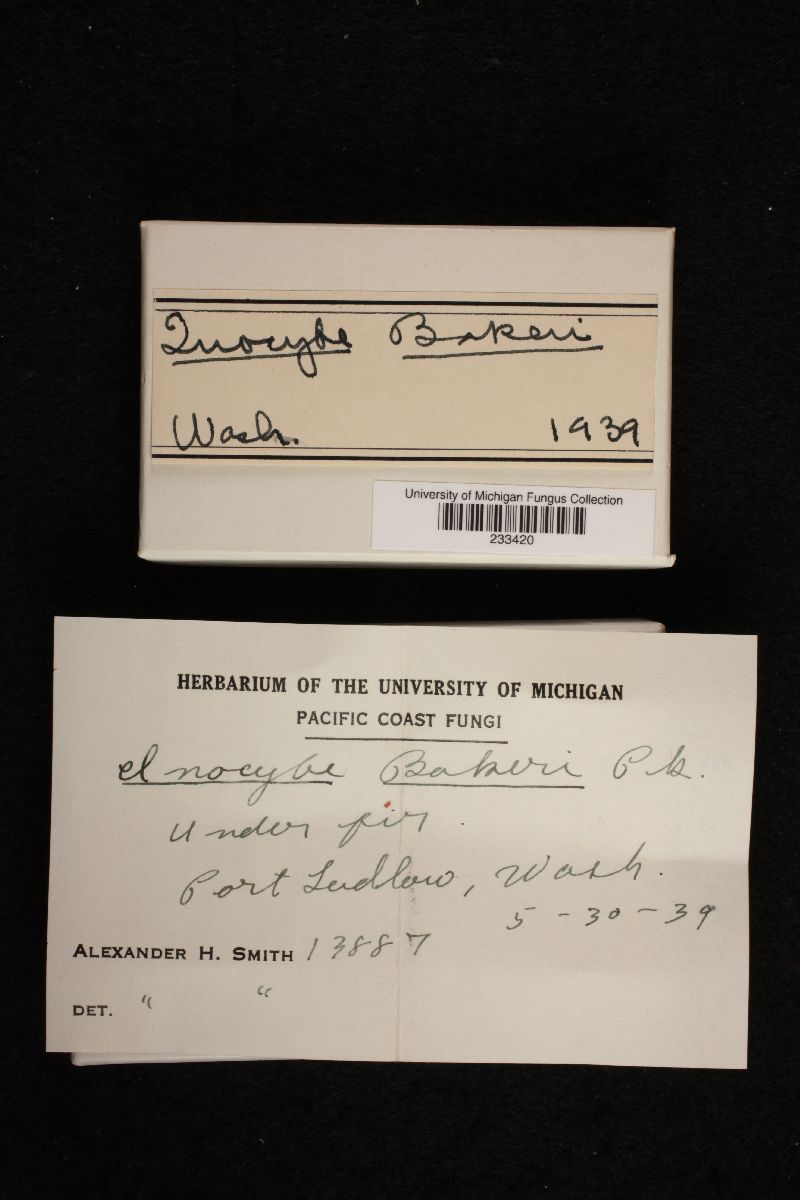 Inocybe Bakeri
Wash. 1939
University of Michigan Fungus Collection
233420
HERBARIUM OF THE UNIVERSITY OF MICHIGAN
PACIFIC COAST FUNGI
Inocybe Bakeri Pk.
Under fir.
Port Ludlow, Wash.
5-30-39
ALEXANDER H. SMITH 13887
DET. " "